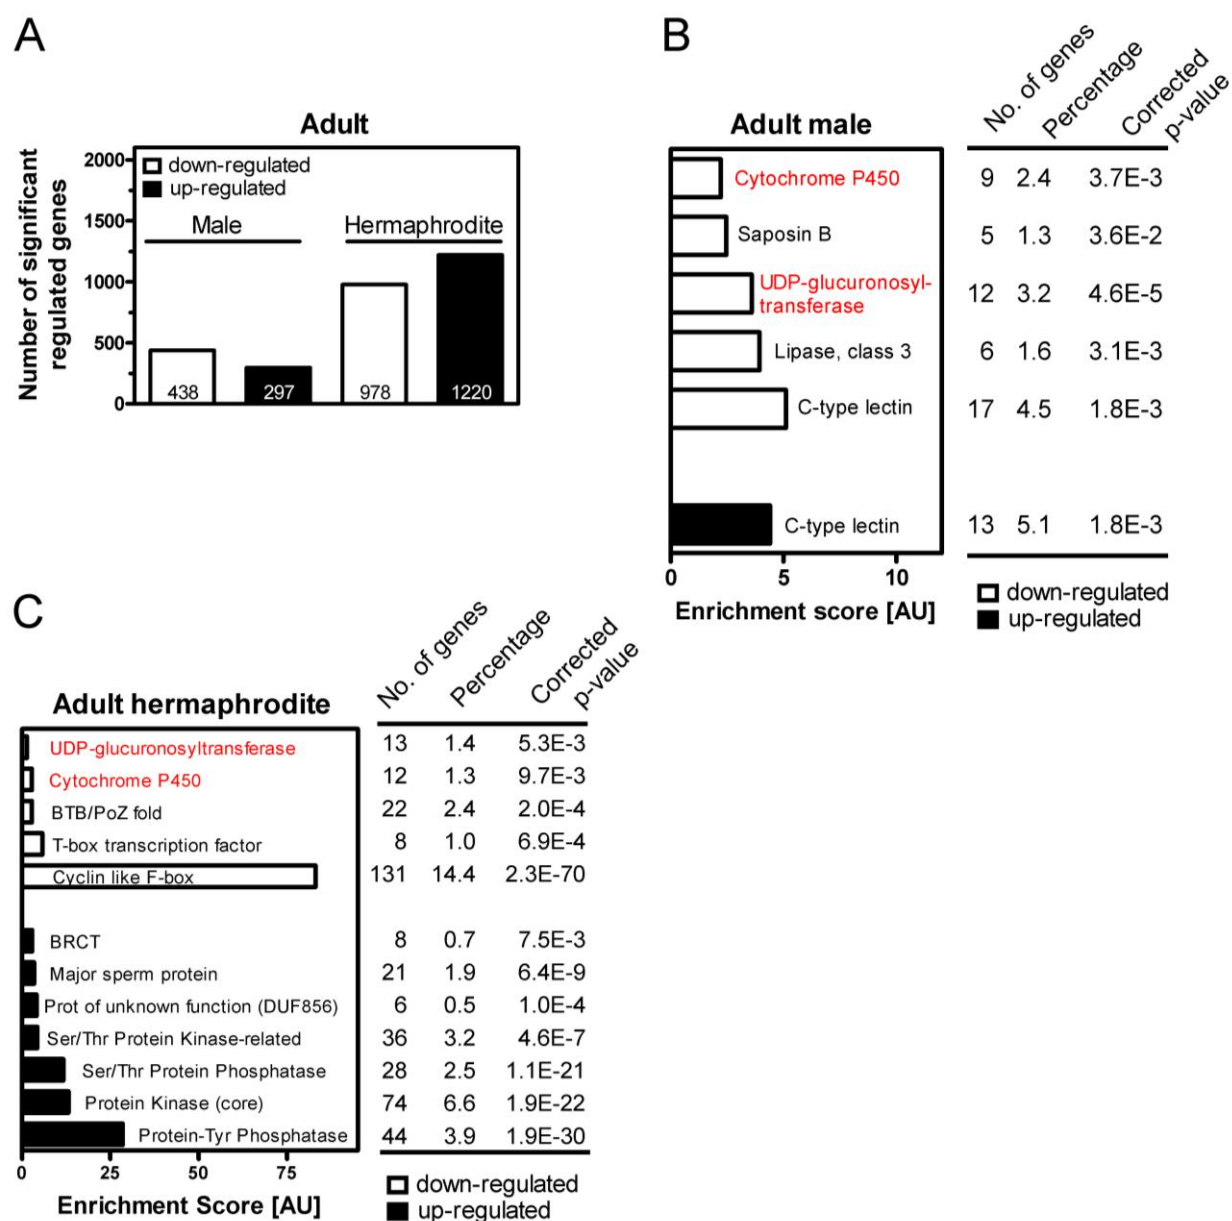 A
Adult
Number of significant
regulated genes
2000
1500
1000
500
0
down-regulated
up-regulated
Male
Hermaphrodite
438
297
978
1220
B
Adult male
No. of genes
Percentage
Corrected
p-value
Cytochrome P450
9 2.4 3.7E-3
Saposin B
5 1.3 3.6E-2
UDP-glucuronosyl-
transferase
12 3.2 4.6E-5
Lipase, class 3
6 1.6 3.1E-3
C-type lectin
17 4.5 1.8E-3
C-type lectin
13 5.1 1.8E-3
0 5 10
Enrichment score [AU]
down-regulated
up-regulated
C
Adult hermaphrodite
No. of genes
Percentage
Corrected
p-value
UDP-glucuronosyltransferase 13 1.4 5.3E-3
Cytochrome P450 12 1.3 9.7E-3
BTB/PoZ fold 22 2.4 2.0E-4
T-box transcription factor 8 1.0 6.9E-4
Cyclin like F-box 131 14.4 2.3E-70
BRCT 8 0.7 7.5E-3
Major sperm protein 21 1.9 6.4E-9
Prot of unknown function (DUF856) 6 0.5 1.0E-4
Ser/Thr Protein Kinase-related 36 3.2 4.6E-7
Ser/Thr Protein Phosphatase 28 2.5 1.1E-21
Protein Kinase (core) 74 6.6 1.9E-22
Protein-Tyr Phosphatase 44 3.9 1.9E-30
0 25 50 75
Enrichment Score [AU]
down-regulated
up-regulated